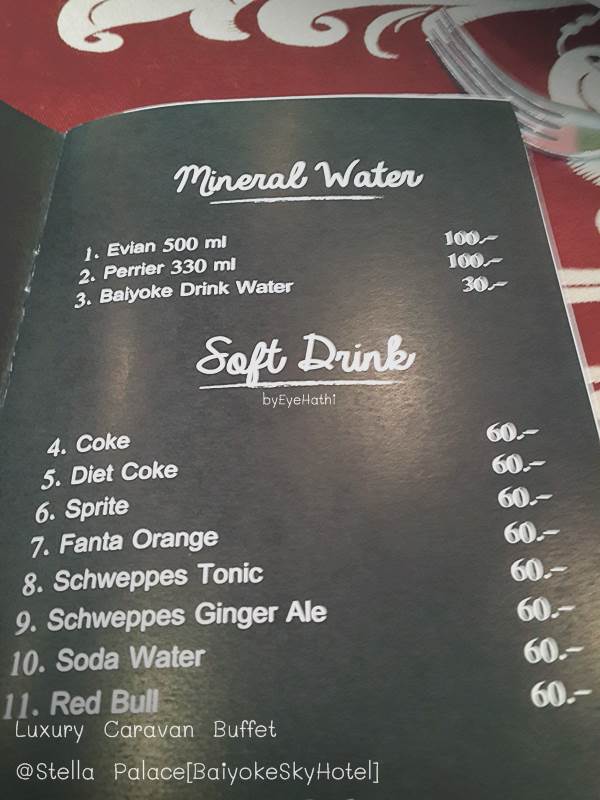 Mineral Water
1. Evian 500 ml 100.-
2. Perrier 330 ml 100.-
3. Baiyoke Drink Water 30.-
Soft Drink
byEyeHathi
4. Coke 60.-
5. Diet Coke 60.-
6. Sprite 60.-
7. Fanta Orange 60.-
8. Schweppes Tonic 60.-
9. Schweppes Ginger Ale 60.-
10. Soda Water 60.-
11. Red Bull 60.-
Luxury Caravan Buffet
@Stella Palace[BaiyokeSkyHotel]